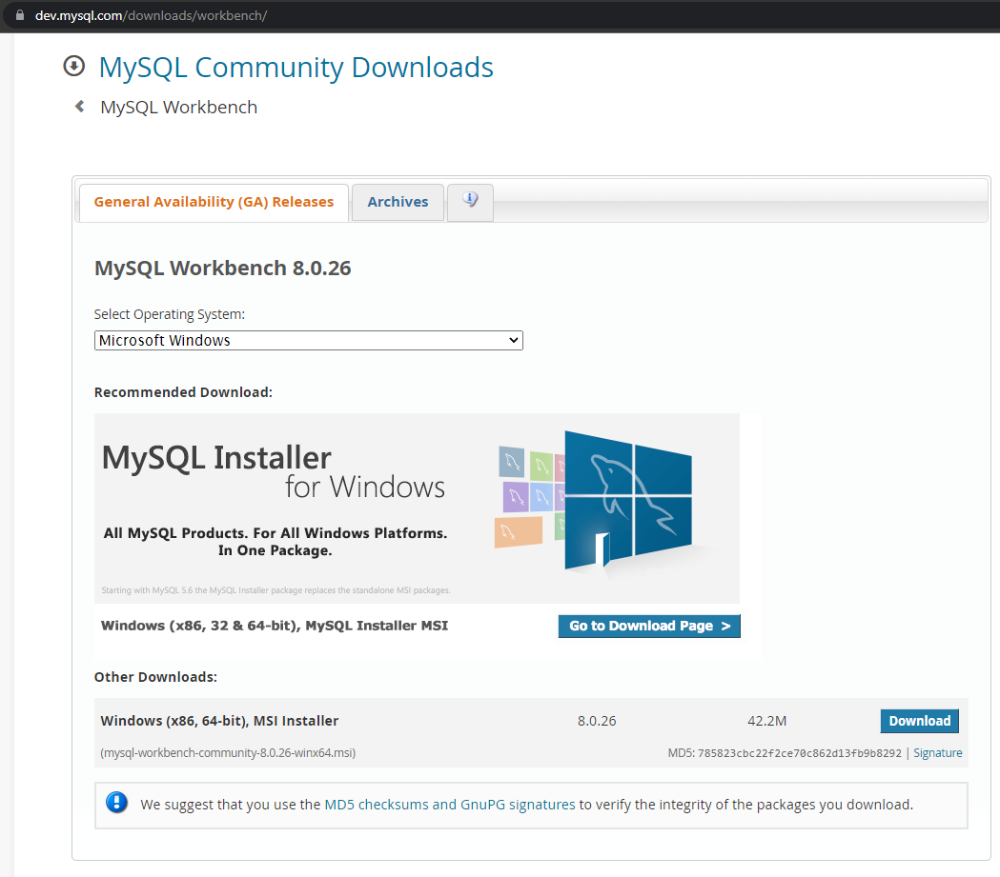 dev.mysql.com/downloads/workbench/
MySQL Community Downloads
MySQL Workbench
General Availability (GA) Releases
Archives
MySQL Workbench 8.0.26
Select Operating System:
Microsoft Windows
Recommended Download:
MySQL Installer
for Windows
All MySQL Products. For All Windows Platforms.
In One Package.
Starting with MySQL 5.6 the MySQL Installer package replaces the standalone MSI packages.
Windows (x86, 32 & 64-bit), MySQL Installer MSI
Go to Download Page >
Other Downloads:
Windows (x86, 64-bit), MSI Installer 8.0.26 42.2M Download
(mysql-workbench-community-8.0.26-winx64.msi) MD5: 785823cbc22f2ce70c862d13fb9b8292 | Signature
We suggest that you use the MD5 checksums and GnuPG signatures to verify the integrity of the packages you download.